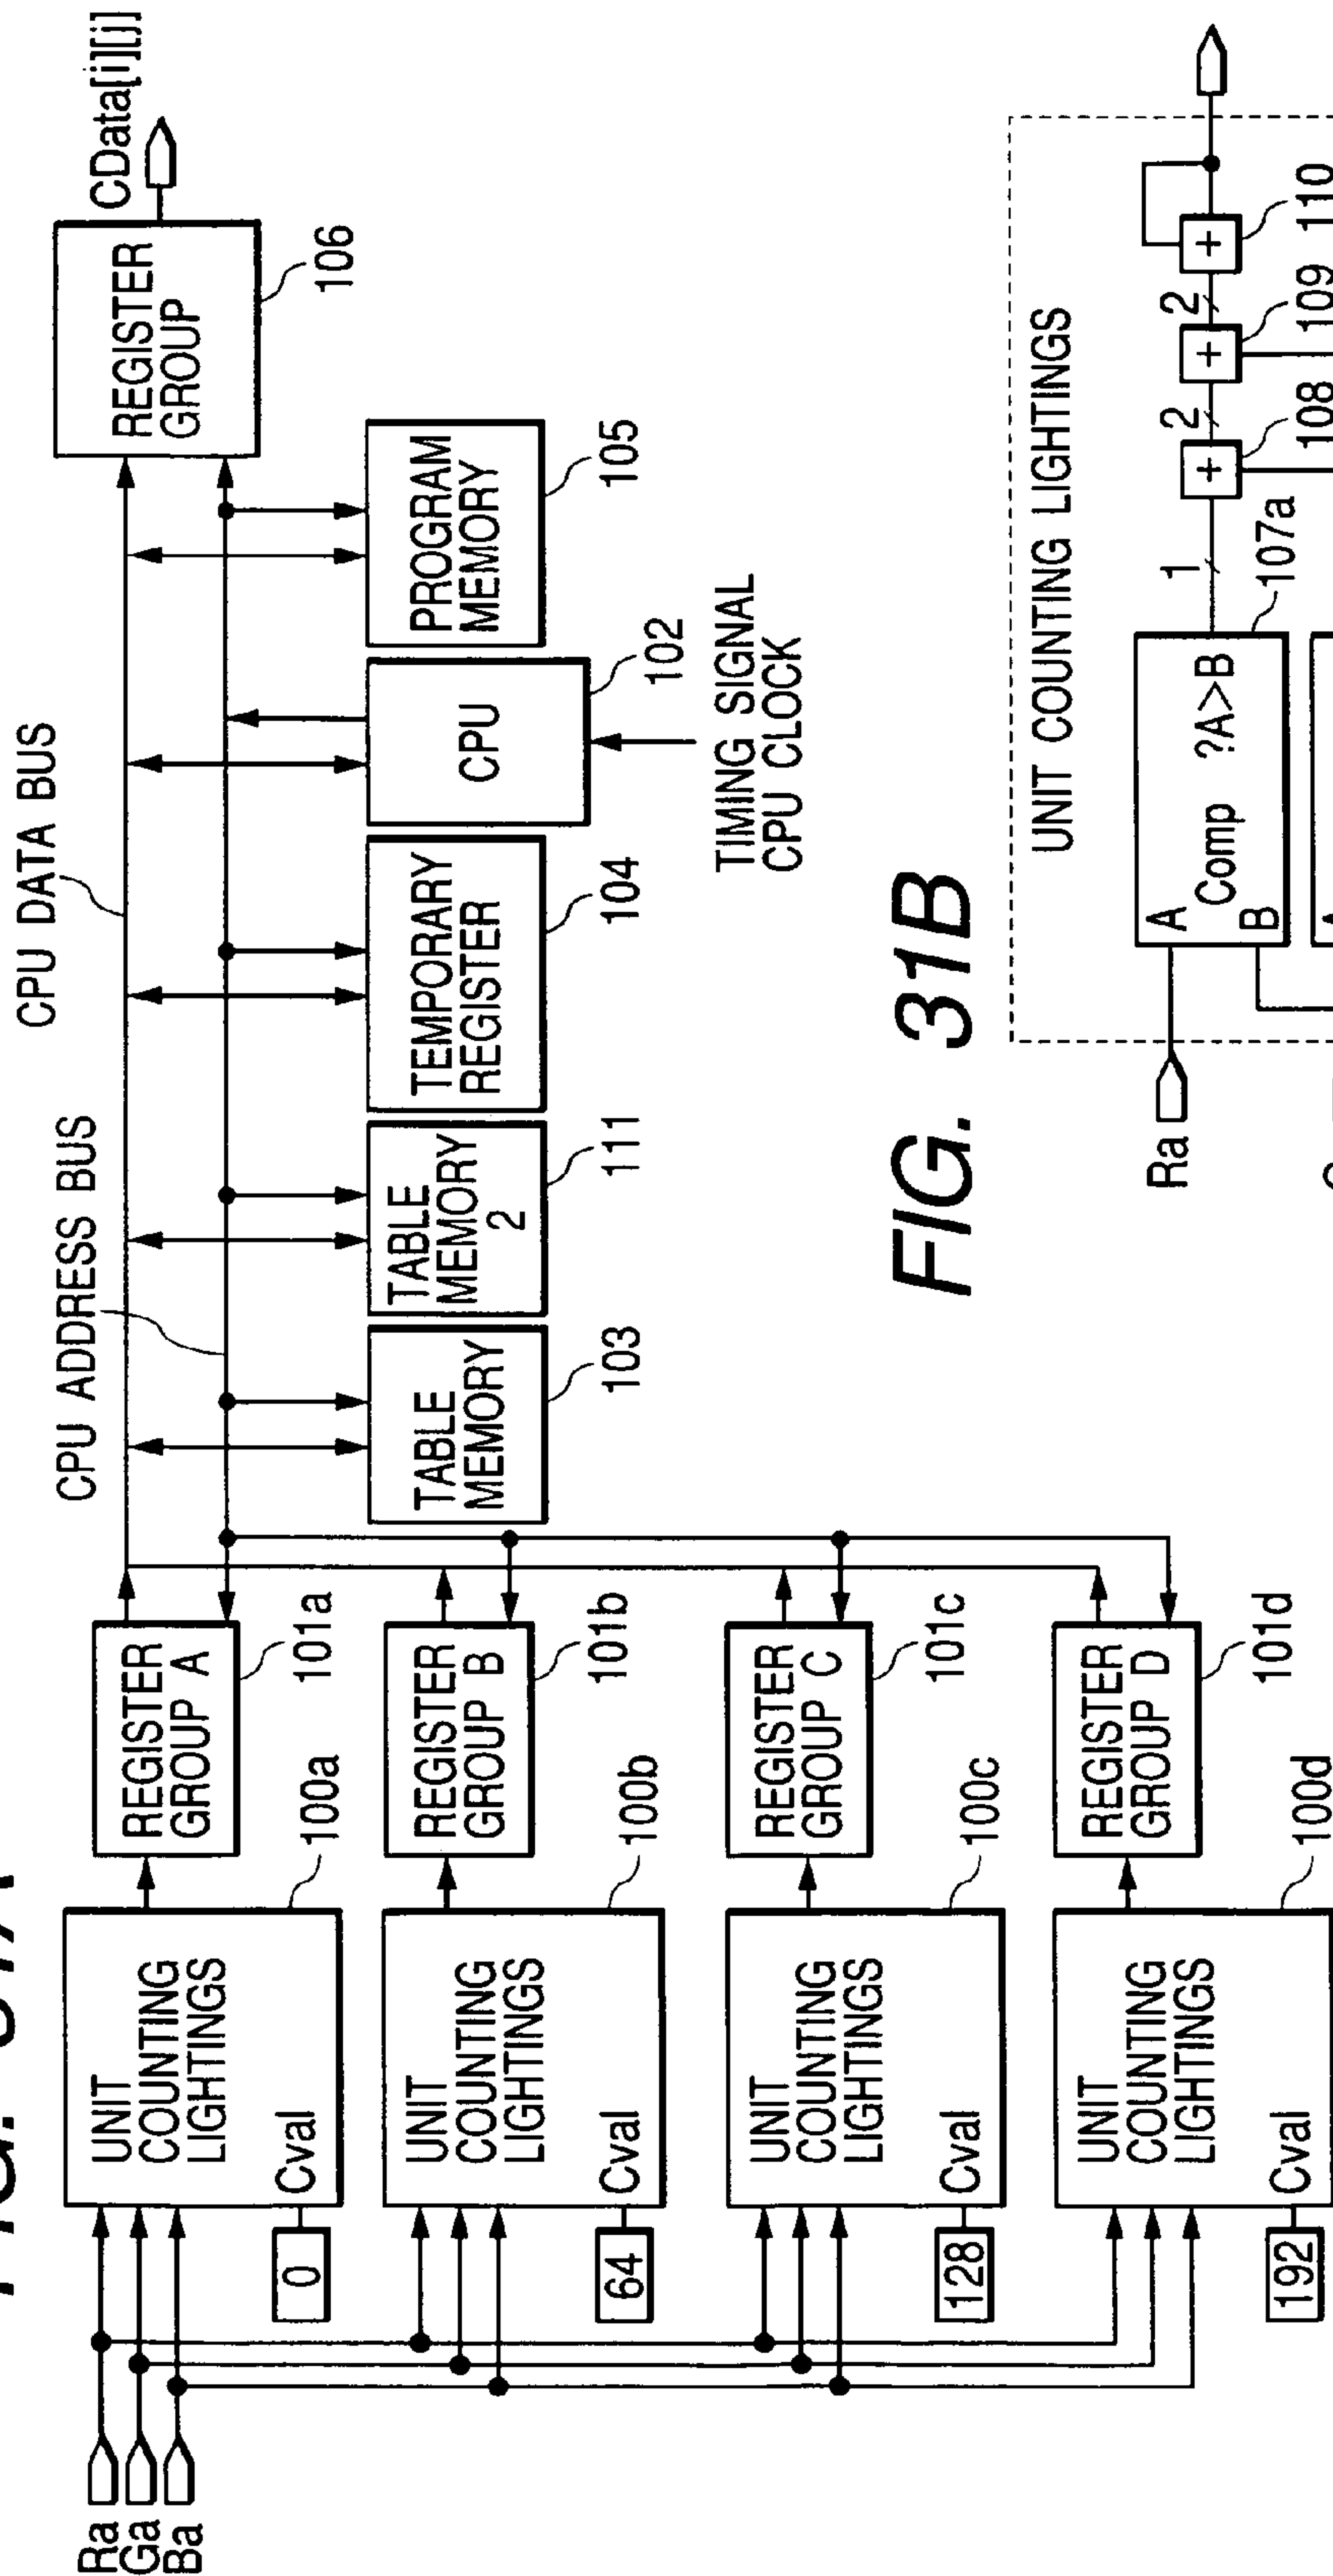 CPU DATA BUS
CPU ADDRESS BUS
CData[i][j]
Ra
Ga
Ba
UNIT
COUNTING
LIGHTINGS
Cval
0
100a
REGISTER
GROUP A
101a
UNIT
COUNTING
LIGHTINGS
Cval
64
100b
REGISTER
GROUP B
101b
UNIT
COUNTING
LIGHTINGS
Cval
128
100c
REGISTER
GROUP C
101c
UNIT
COUNTING
LIGHTINGS
Cval
192
100d
REGISTER
GROUP D
101d
TABLE
MEMORY
103
TABLE
MEMORY
2
111
TEMPORARY
REGISTER
104
CPU
102
TIMING SIGNAL
CPU CLOCK
PROGRAM
MEMORY
105
REGISTER
GROUP
106
FIG. 31B
UNIT COUNTING LIGHTINGS
Ra
A
Comp ?A>B
B
107a
1
+
108
2
+
109
2
+
110